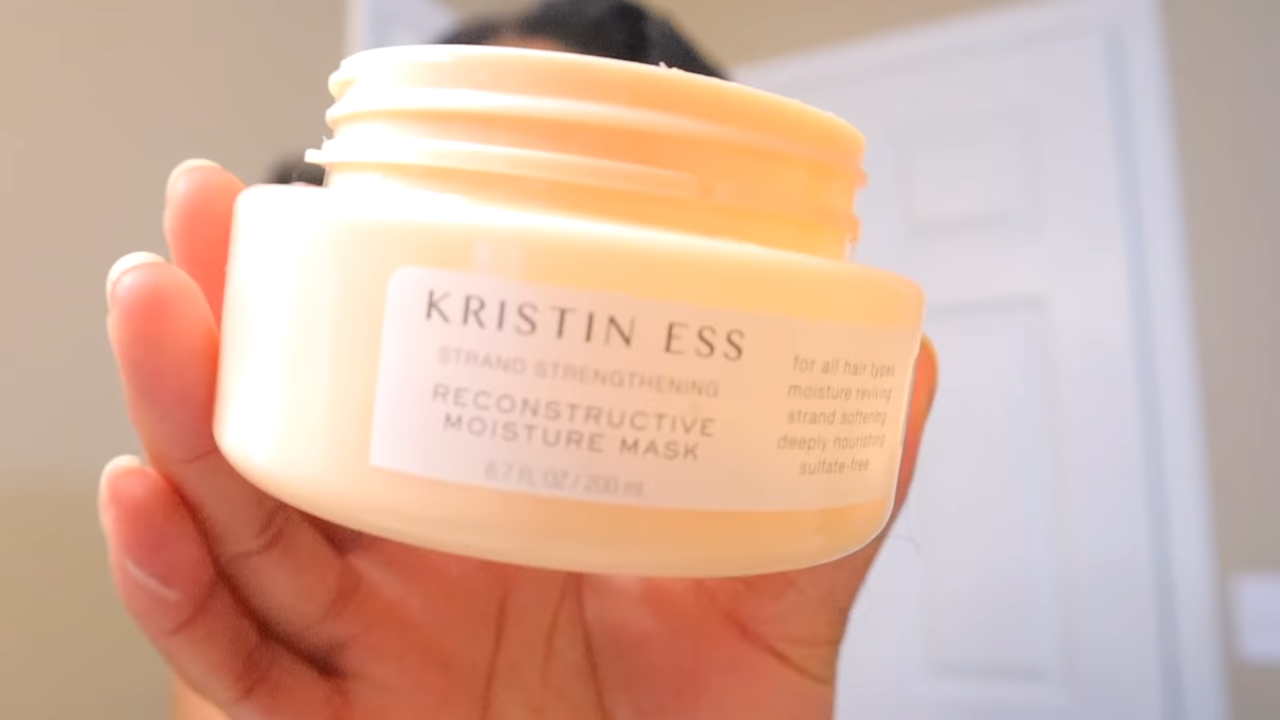 KRISTIN ESS
STRAND STRENGTHENING
RECONSTRUCTIVE
MOISTURE MASK
6.7 FL OZ / 200 mL
for all hair types
moisture reviving
strand softening
deeply nourishing
sulfate-free